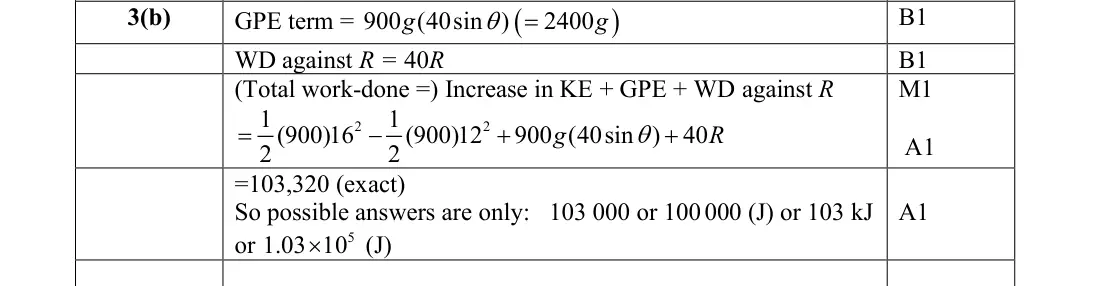 3(b) GPE term = 900g(40sin θ)(= 2400g) B1
WD against R = 40R B1
(Total work-done =) Increase in KE + GPE + WD against R M1
= 1/2(900)16² − 1/2(900)12² + 900g(40sin θ) + 40R A1
=103,320 (exact)
So possible answers are only: 103 000 or 100 000 (J) or 103 kJ A1
or 1.03×10⁵ (J)